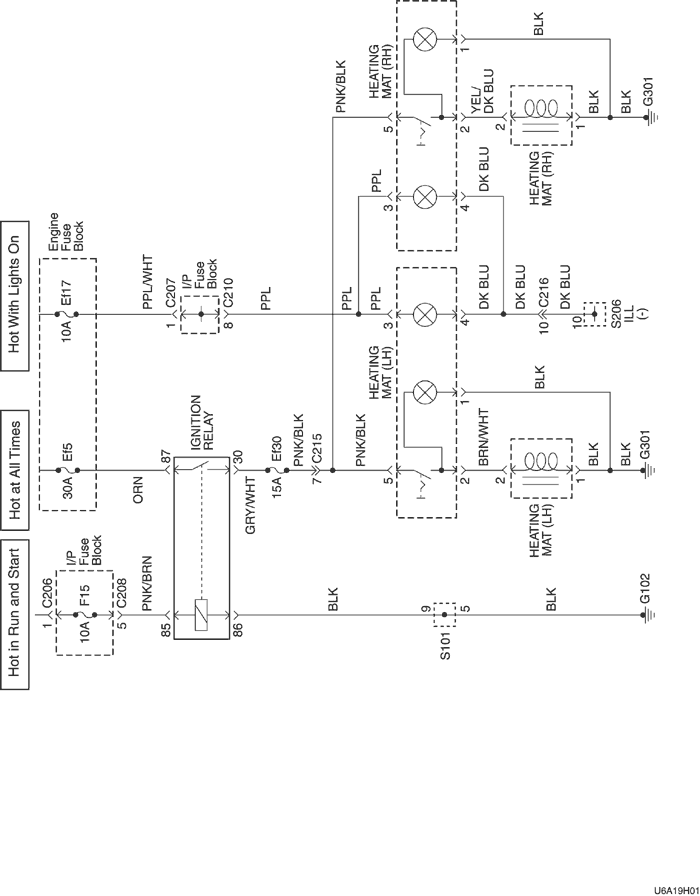 Hot in Run and Start
Hot at All Times
Hot With Lights On
1
C206
I/P
Fuse
Block
10A
F15
5
C208
PNK/BRN
85
86
BLK
9
S101
5
BLK
G102
Engine
Fuse
Block
30A
Ef5
ORN
87
IGNITION
RELAY
30
GRY/WHT
15A
Ef30
PNK/BLK
7
C215
PNK/BLK
5
HEATING
MAT (LH)
2
1
BRN/WHT
2
HEATING
MAT (LH)
1
BLK
BLK
BLK
G301
10A
Ef17
PPL/WHT
1
C207
I/P
Fuse
Block
8
C210
PPL
PPL
PPL
3
4
DK BLU
DK BLU
10
C216
DK BLU
10
S206
ILL
(-)
PPL
3
4
DK BLU
PNK/BLK
HEATING
MAT (RH)
5
2
1
YEL/
DK BLU
2
HEATING
MAT (RH)
1
BLK
BLK
BLK
G301
U6A19H01